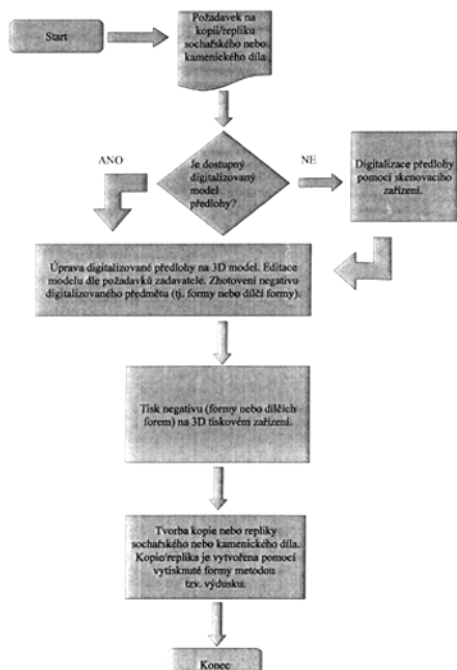 Start
Požadavek na
kopii/repliku
sochařského nebo
kamenického díla
ANO
Je dostupný
digitalizovaný
model
předlohy?
NE
Digitalizace předlohy
pomocí skenovacího
zařízení.
Úprava digitalizované předlohy na 3D model. Editace
modelu dle požadavků zadavatele. Zhotovení negativu
digitalizovaného předmětu (tj. formy nebo dílčí formy).
Tisk negativu (formy nebo dílčích
forem) na 3D tiskovém zařízení.
Tvorba kopie nebo repliky
sochařského nebo kamenického díla.
Kopie/replika je vytvořena pomocí
vytisknuté formy metodou
tzv. výdusku.
Konec